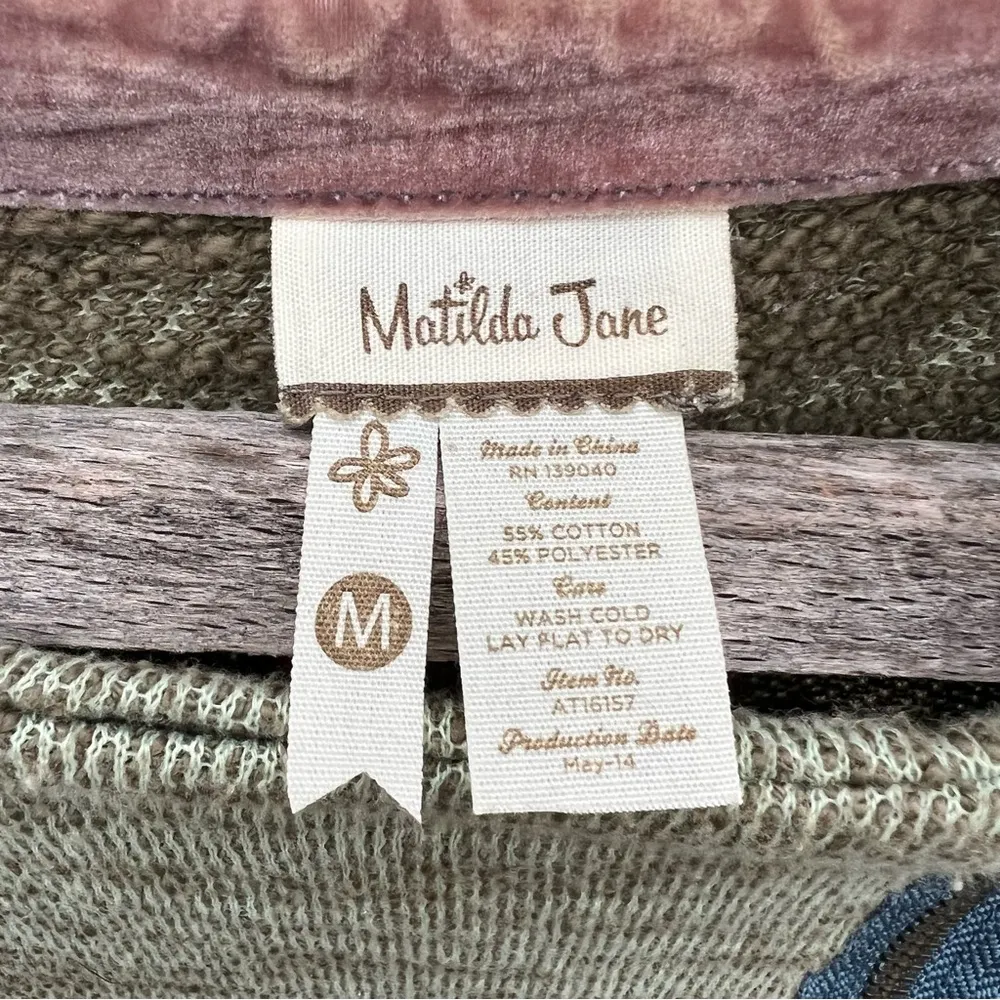 Matilda Jane
M
Made in China
RN 139040
Content
55% COTTON
45% POLYESTER
Care
WASH COLD
LAY FLAT TO DRY
Item No.
AT16157
Production Date
May-14